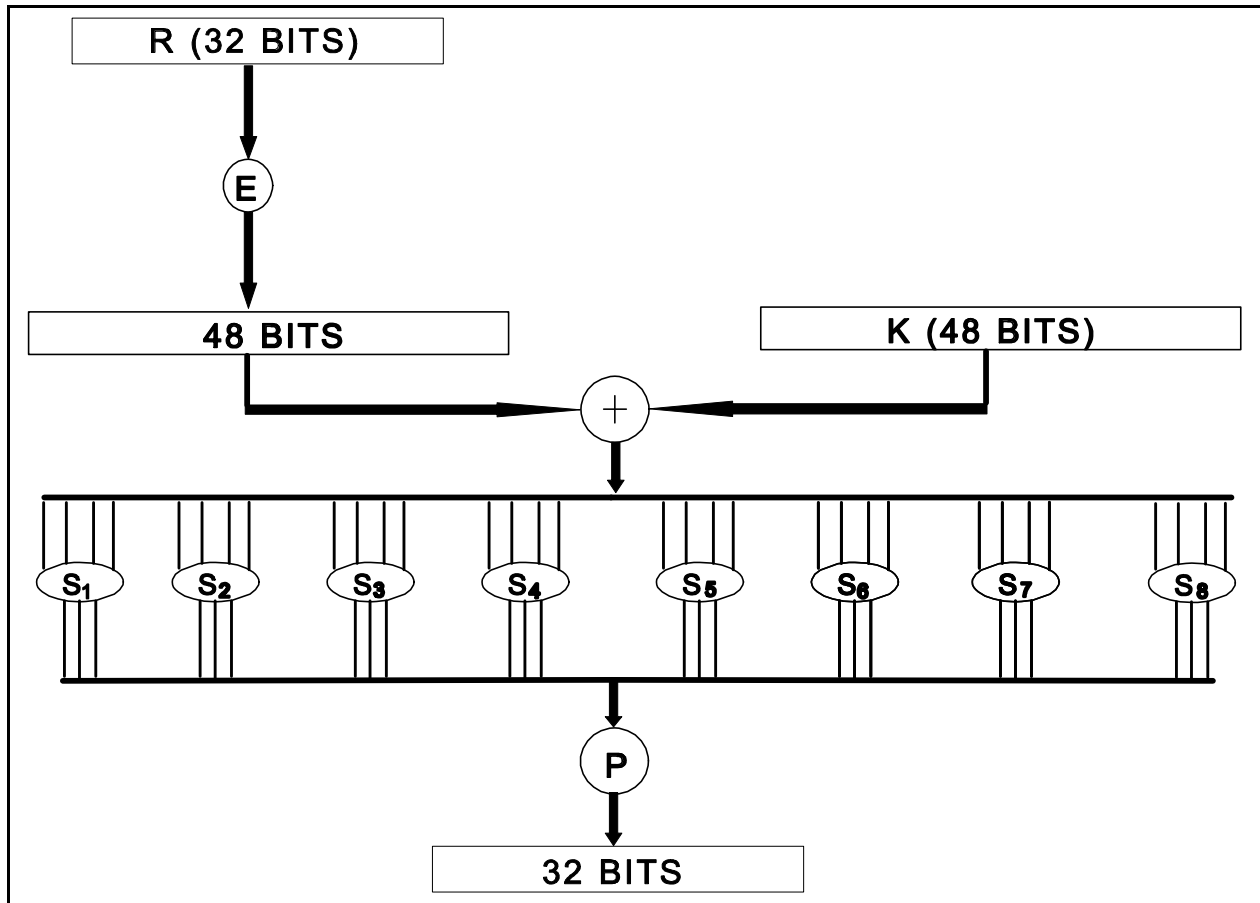 R (32 BITS)
E
48 BITS
K (48 BITS)
+
S₁ S₂ S₃ S₄ S₅ S₆ S₇ S₈
P
32 BITS